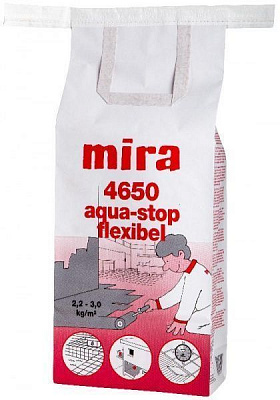 mira
4650
aqua-stop
flexibel
2,2 - 3,0
kg/m²